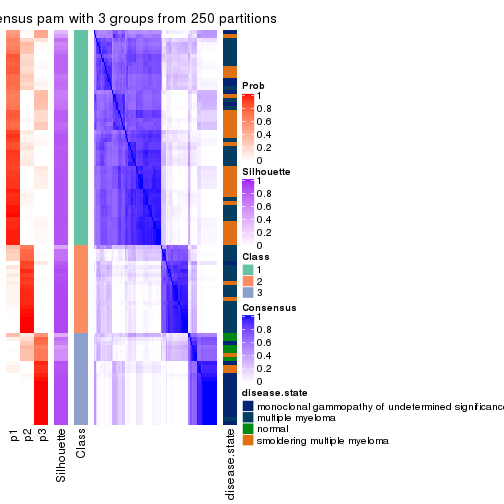 ensus pam with 3 groups from 250 partitions
Prob
1
0.8
0.6
0.4
0.2
0
Silhouette
1
0.8
0.6
0.4
0.2
0
Class
1
2
3
Consensus
1
0.8
0.6
0.4
0.2
0
disease.state
monoclonal gammopathy of undetermined significance
multiple myeloma
normal
smoldering multiple myeloma
p1
p2
p3
Silhouette
Class
disease.state